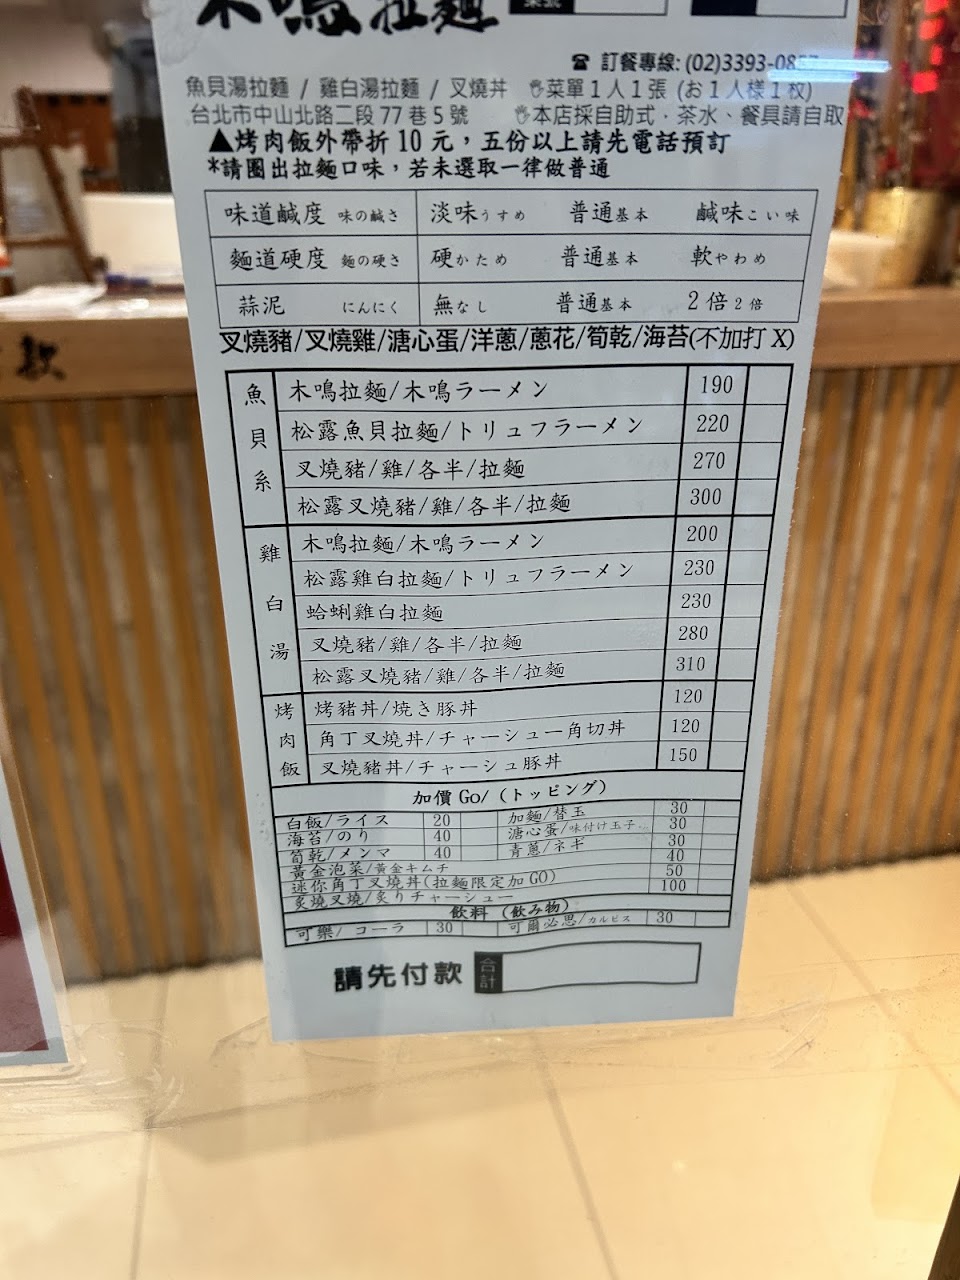 木鳴拉麵
☎ 訂餐專線: (02)3393-08
魚貝湯拉麵 / 雞白湯拉麵 / 叉燒丼 菜單1人1張 (お1人樣1枚)
台北市中山北路二段77巷5號 本店採自助式．茶水、餐具請自取
▲烤肉飯外帶折10元，五份以上請先電話預訂
*請圈出拉麵口味，若未選取一律做普通
味道鹹度 味の鹹さ 淡味うすめ 普通基本 鹹味こい味
麵道硬度 麵の硬さ 硬かため 普通基本 軟やわめ
蒜泥 にんにく 無なし 普通基本 2倍2倍
叉燒豬/叉燒雞/溏心蛋/洋蔥/蔥花/筍乾/海苔(不加打X)
魚貝系
木鳴拉麵/木鳴ラーメン 190
松露魚貝拉麵/トリュフラーメン 220
叉燒豬/雞/各半/拉麵 270
松露叉燒豬/雞/各半/拉麵 300
雞白湯
木鳴拉麵/木鳴ラーメン 200
松露雞白拉麵/トリュフラーメン 230
蛤蜊雞白拉麵 230
叉燒豬/雞/各半/拉麵 280
松露叉燒豬/雞/各半/拉麵 310
烤肉飯
烤豬丼/焼き豚丼 120
角丁叉燒丼/チャーシュー角切丼 120
叉燒豬丼/チャーシュ豚丼 150
加價 Go/（トッピング）
白飯/ライス 20 加麵/替玉 30
海苔/のり 40 溏心蛋/味付け玉子 30
筍乾/メンマ 40 青蔥/ネギ 30
黃金泡菜/黃金キムチ 40
迷你角丁叉燒丼(拉麵限定加GO) 50
炙燒叉燒/炙りチャーシュー 100
飲料（飲み物）
可樂/ コーラ 30 可爾必思/カルピス 30
請先付款 合計
款